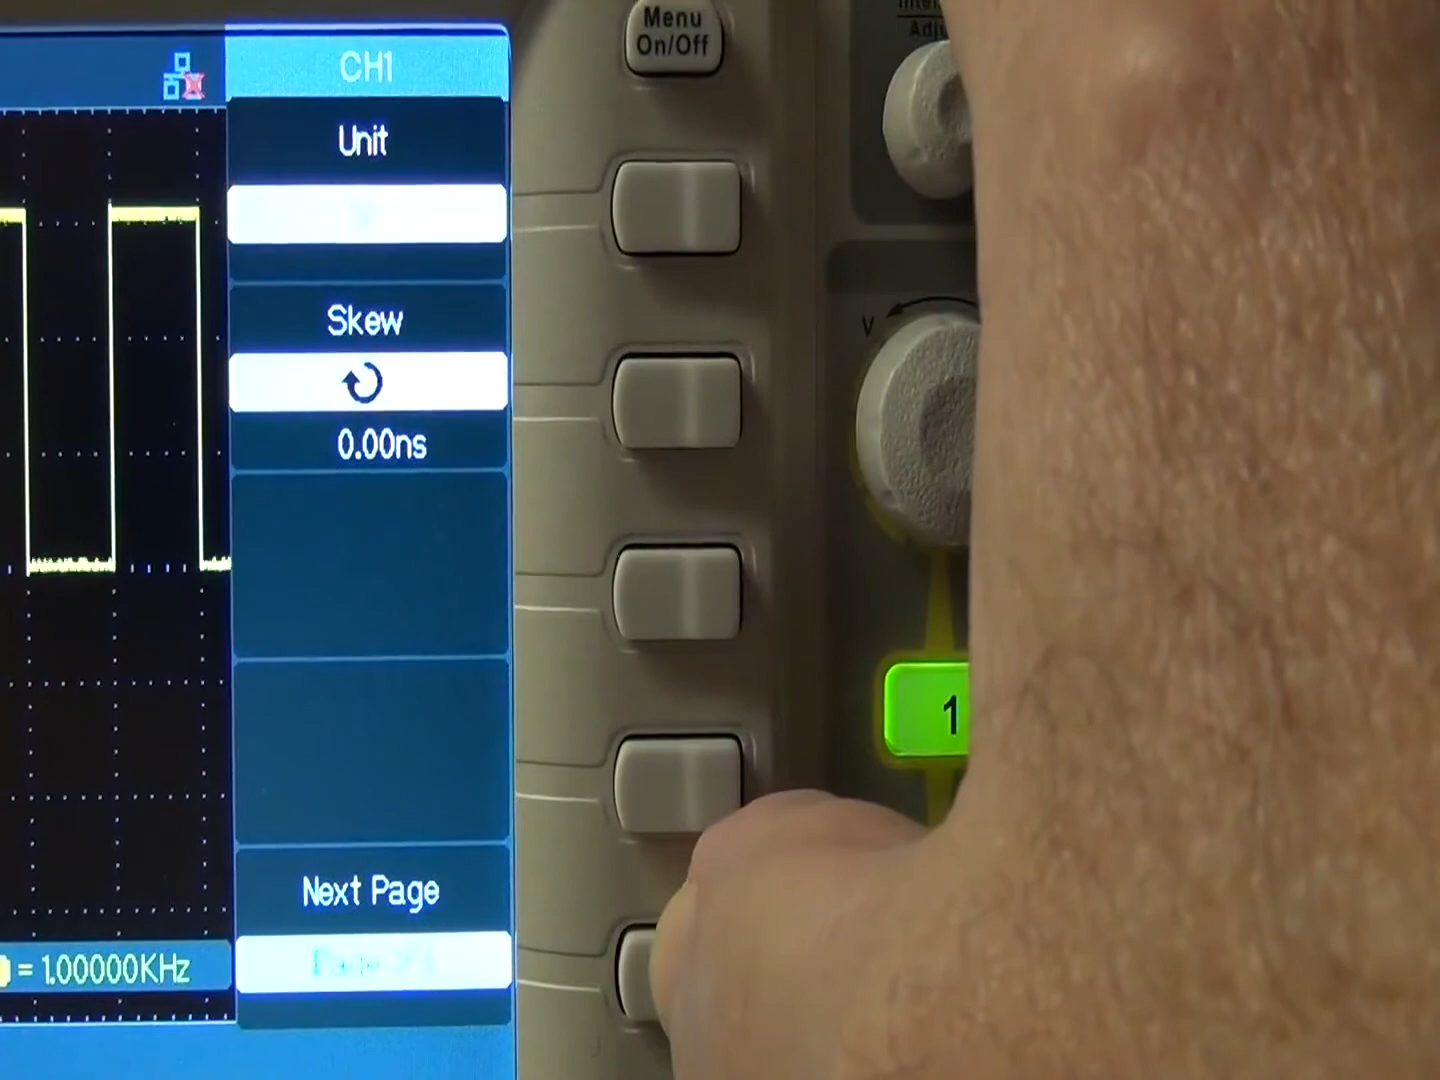 Menu
On/Off
CH1
Unit
Skew
0.00ns
Next Page
= 1.00000KHz
V
1